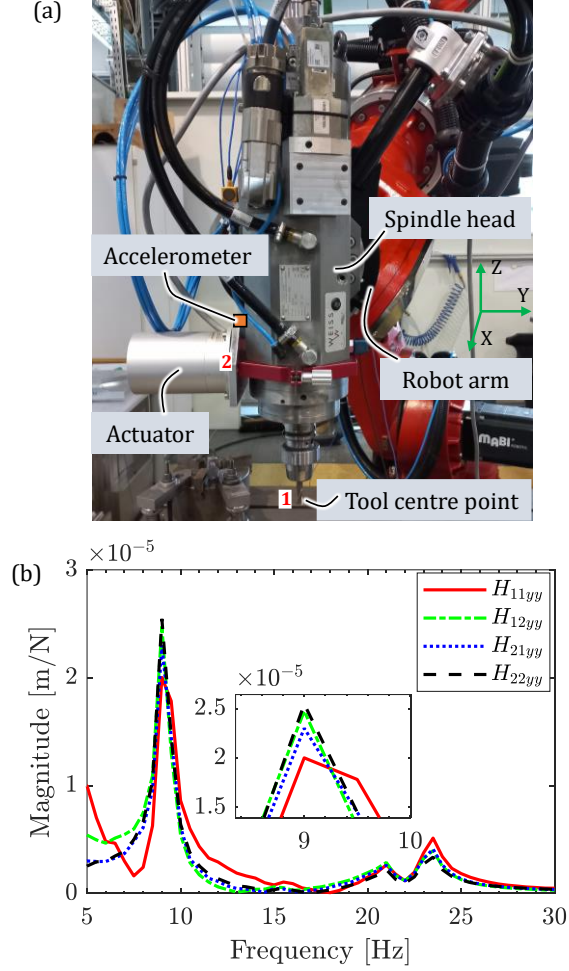 (a)
Spindle head
Accelerometer
Z
Y
X
2
WEISS
Robot arm
Actuator
MABI
1
Tool centre point
(b)
×10⁻⁵
3
2
1
0
Magnitude [m/N]
5
10
15
20
25
30
Frequency [Hz]
H₁₁yy
H₁₂yy
H₂₁yy
H₂₂yy
×10⁻⁵
2.5
2
1.5
9
10